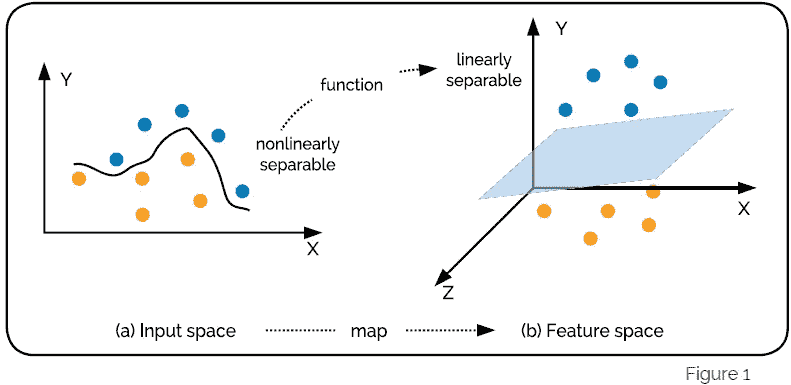 Y
X
nonlinearly
separable
function
linearly
separable
Y
X
Z
(a) Input space
map
(b) Feature space
Figure 1